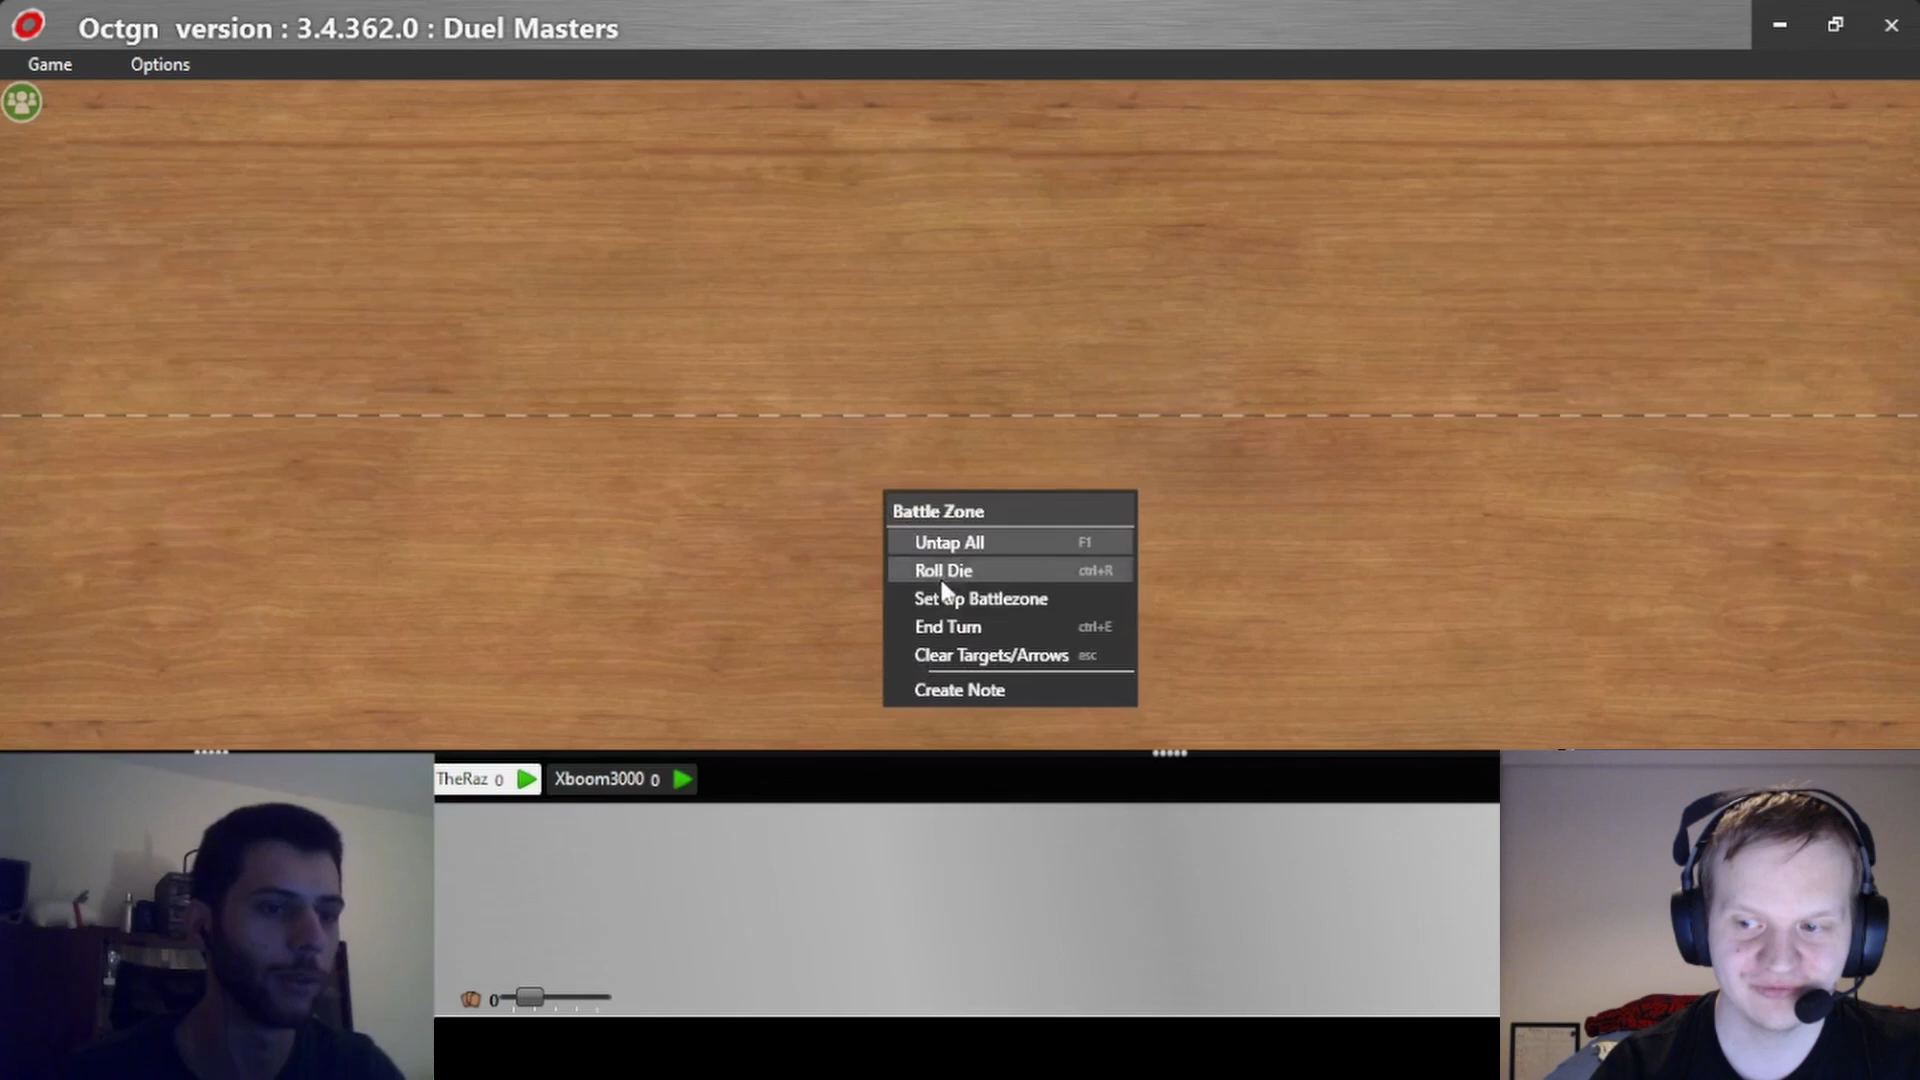 Octgn version : 3.4.362.0 : Duel Masters
Game Options
Battle Zone
Untap All F1
Roll Die ctrl+R
Set Up Battlezone
End Turn ctrl+E
Clear Targets/Arrows esc
Create Note
TheRaz 0 Xboom3000 0
0